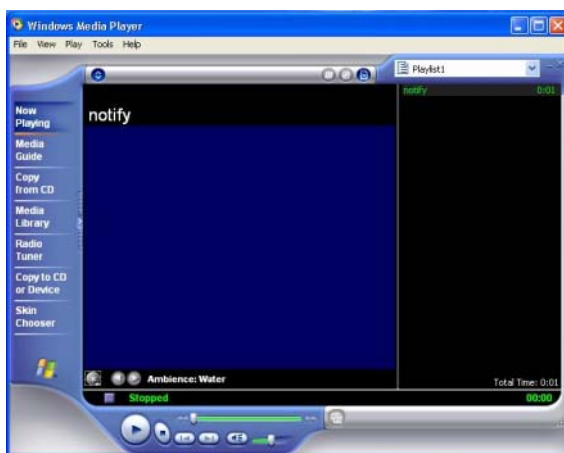 Windows Media Player
File View Play Tools Help
Playlist1
notify 0:01
Now
Playing
notify
Media
Guide
Copy
from CD
Media
Library
Radio
Tuner
Copy to CD
or Device
Skin
Chooser
Ambience: Water
Total Time: 0:01
Stopped
00:00